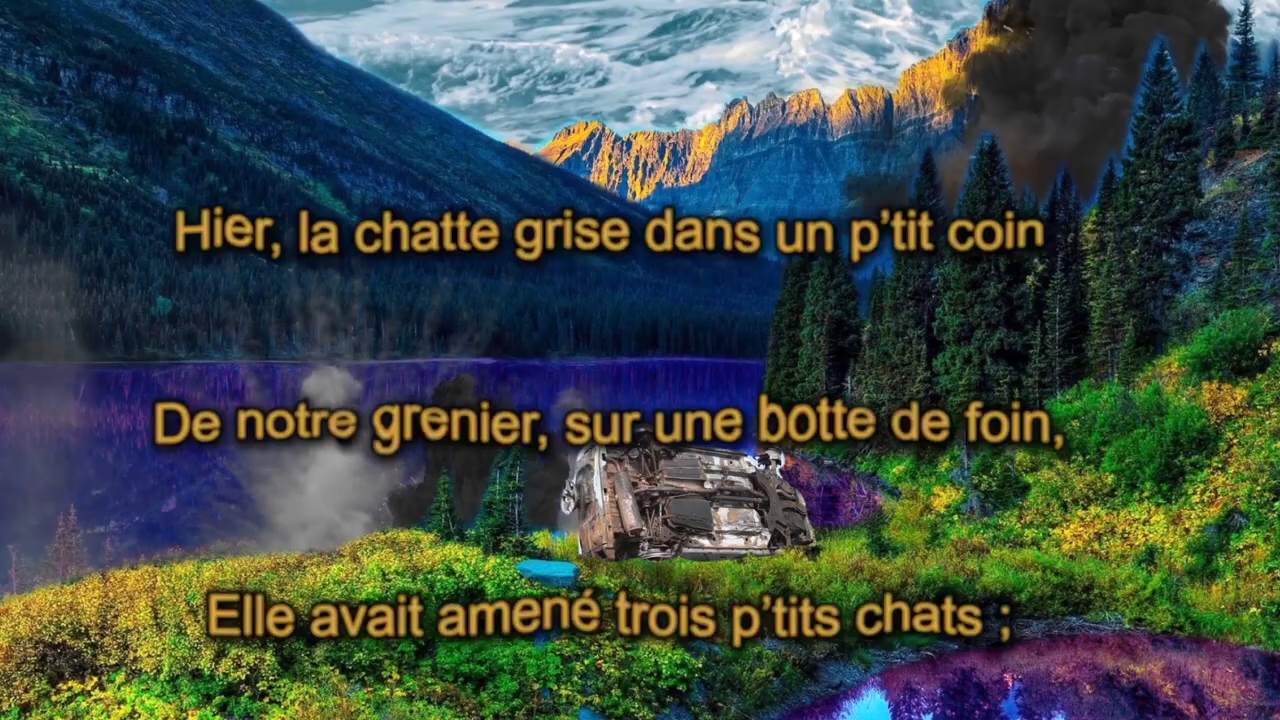 Hier, la chatte grise dans un p’tit coin
De notre grenier, sur une botte de foin,
Elle avait amené trois p’tits chats ;